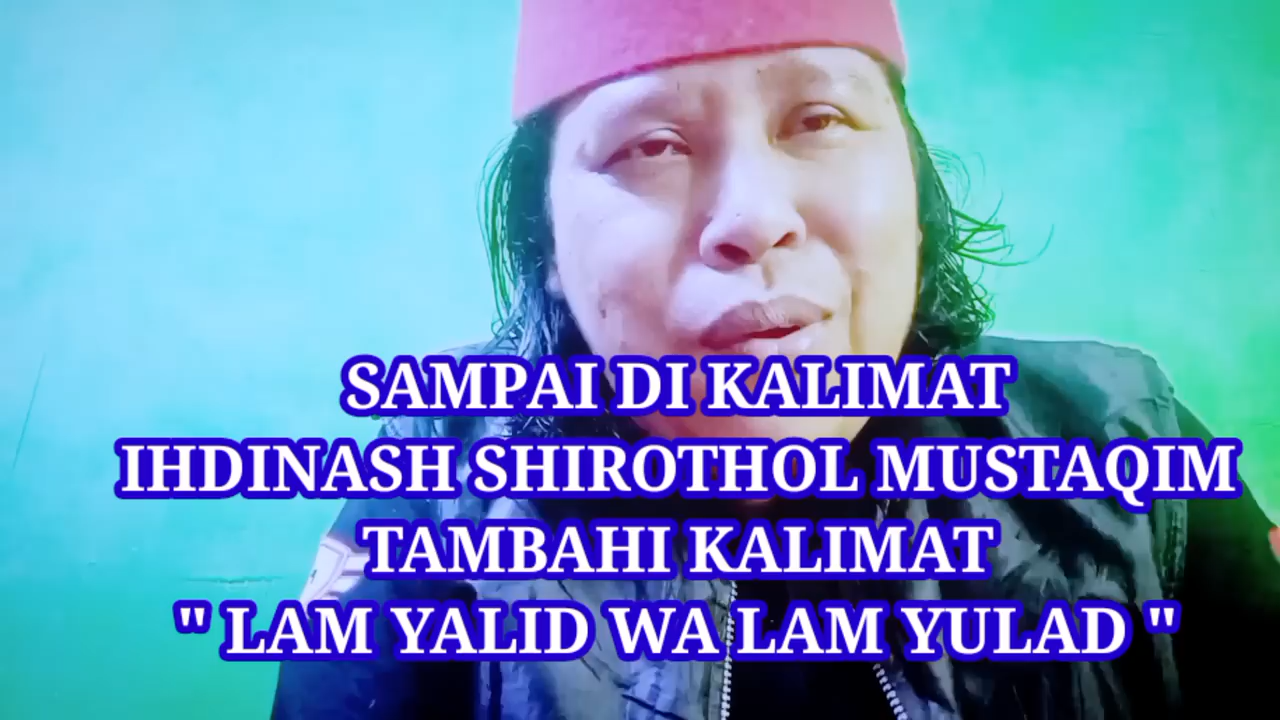 SAMPAI DI KALIMAT
IHDINASH SHIROTHOL MUSTAQIM
TAMBAHI KALIMAT
" LAM YALID WA LAM YULAD "